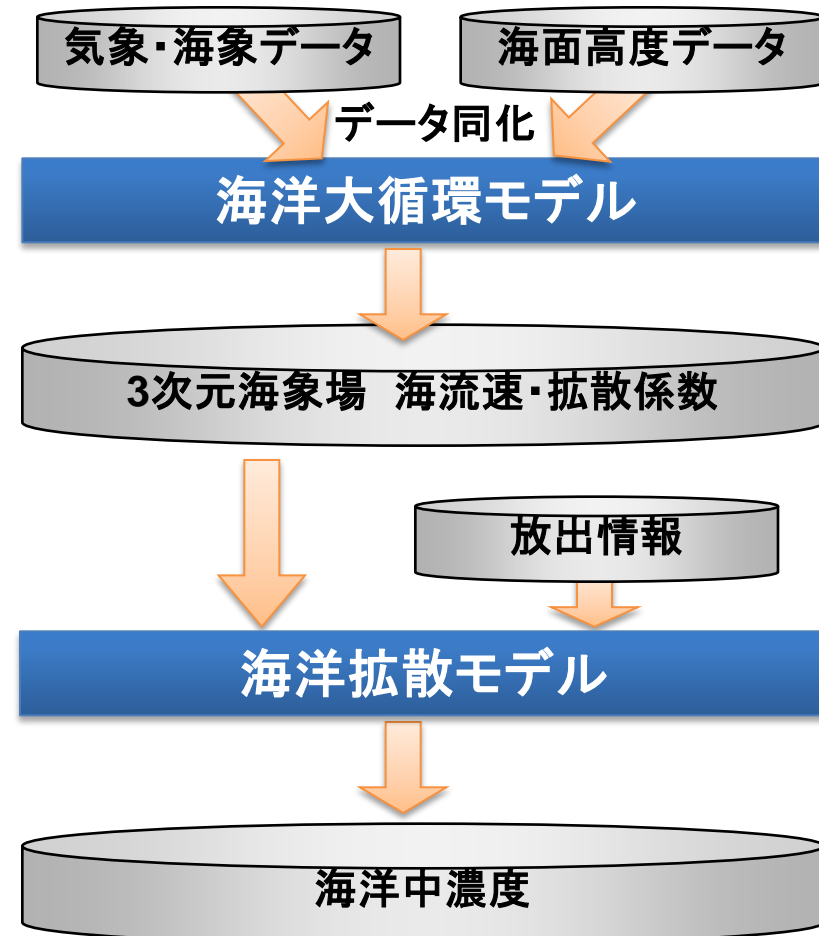 気象・海象データ
海面高度データ
データ同化
海洋大循環モデル
3次元海象場　海流速・拡散係数
放出情報
海洋拡散モデル
海洋中濃度